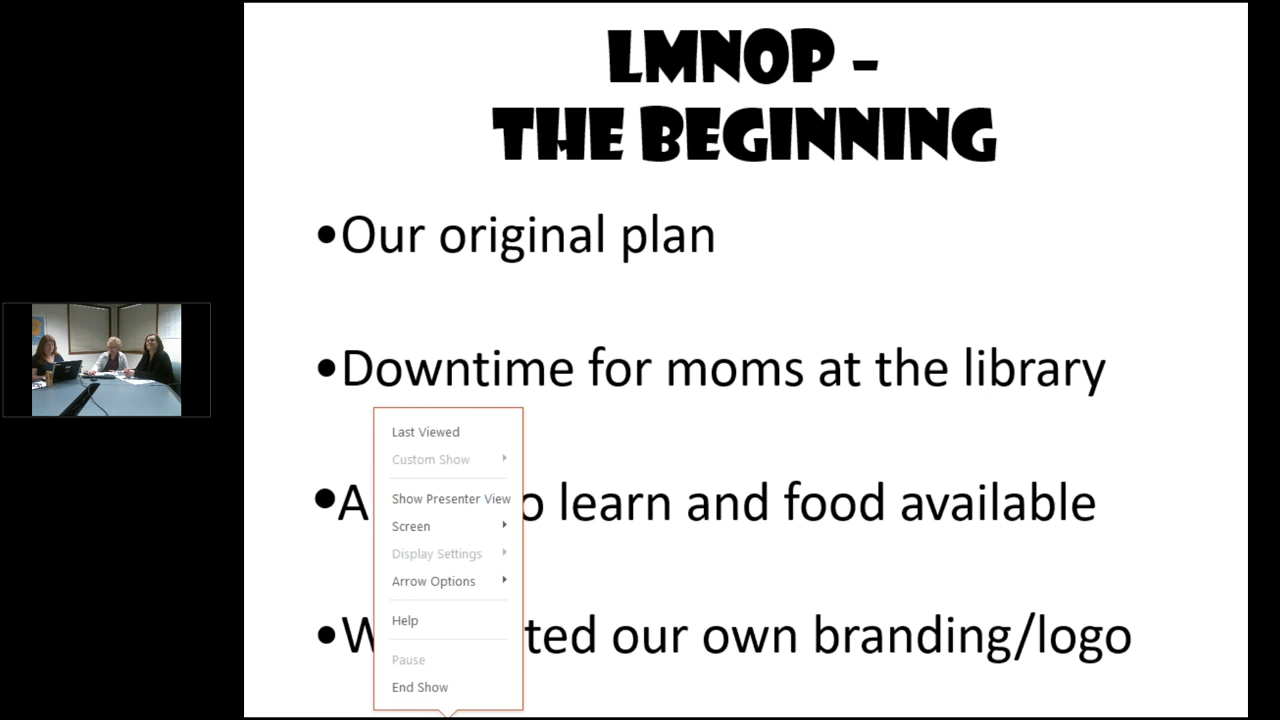 LMNOP –
THE BEGINNING
•Our original plan
•Downtime for moms at the library
•A o learn and food available
•W ted our own branding/logo
Last Viewed
Custom Show
Show Presenter View
Screen
Display Settings
Arrow Options
Help
Pause
End Show